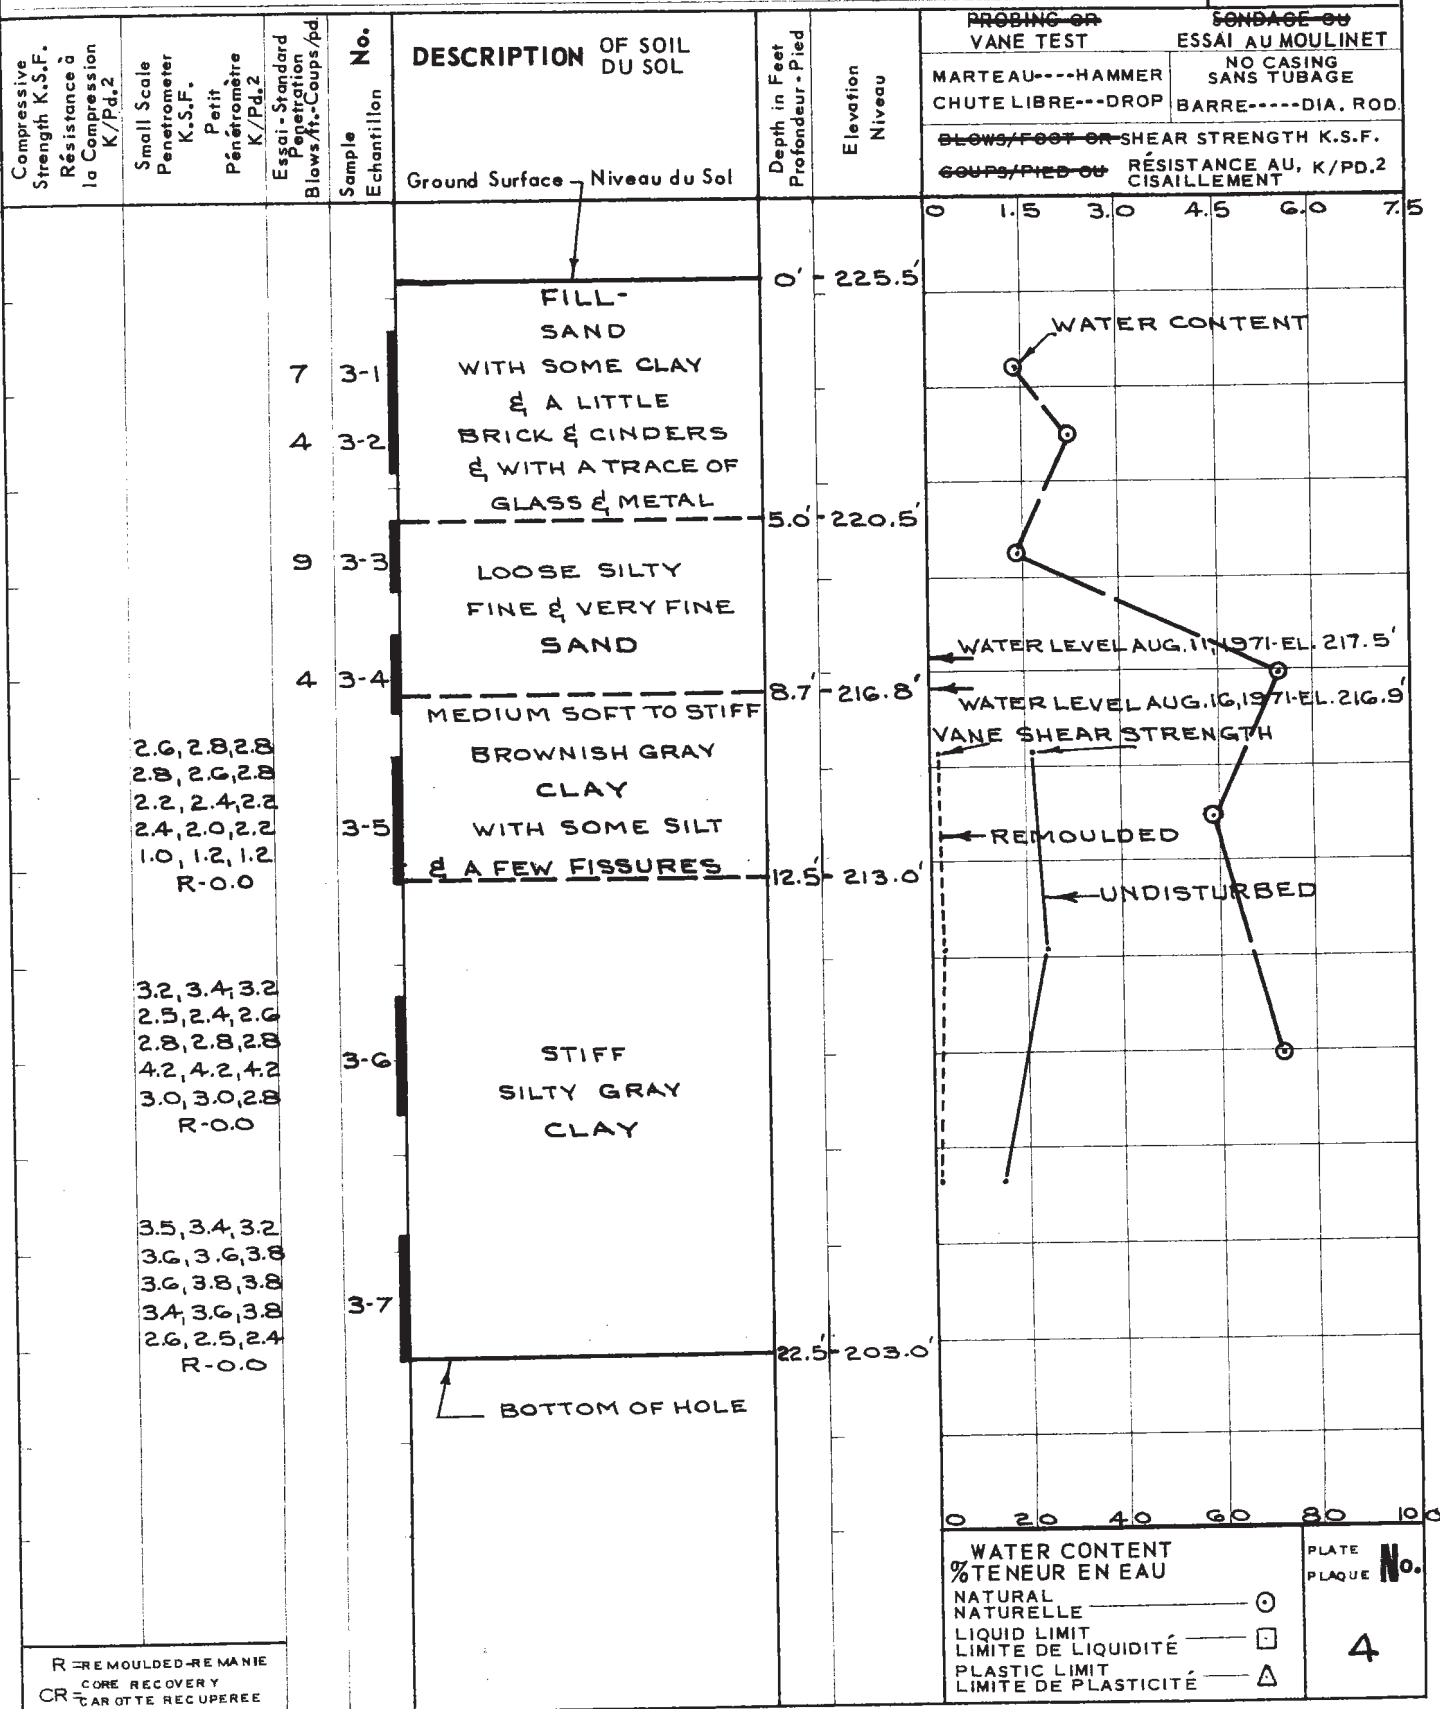 Compressive
Strength K.S.F.
Résistance à
la Compression
K/Pd.2
Small Scale
Penetrometer
K.S.F.
Petit
Pénétromètre
K/Pd.2
Essai-Standard
Penetration
Blows/ft.-Coups/pd.
Sample No.
Echantillon
DESCRIPTION OF SOIL
DU SOL
Ground Surface Niveau du Sol
Depth in Feet
Profondeur-Pied
Elevation
Niveau
PROBING OR
VANE TEST
SONDAGE OU
ESSAI AU MOULINET
MARTEAU----HAMMER
CHUTE LIBRE---DROP
NO CASING
SANS TUBAGE
BARRE-----DIA. ROD
BLOWS/FOOT OR SHEAR STRENGTH K.S.F.
COUPS/PIED OU RÉSISTANCE AU, K/PD.2
CISAILLEMENT
0 1.5 3.0 4.5 6.0 7.5
0' 225.5'
FILL-
SAND
WITH SOME CLAY
& A LITTLE
BRICK & CINDERS
& WITH A TRACE OF
GLASS & METAL
7 3-1
4 3-2
WATER CONTENT
5.0' 220.5'
9 3-3
LOOSE SILTY
FINE & VERY FINE
SAND
4 3-4
WATER LEVEL AUG. 11, 1971-EL. 217.5'
8.7' 216.8'
WATER LEVEL AUG. 16, 1971-EL. 216.9'
MEDIUM SOFT TO STIFF
BROWNISH GRAY
CLAY
WITH SOME SILT
& A FEW FISSURES
VANE SHEAR STRENGTH
2.6, 2.8, 2.8
2.8, 2.6, 2.8
2.2, 2.4, 2.2
2.4, 2.0, 2.2
1.0, 1.2, 1.2
R-0.0
3-5
REMOULDED
12.5' 213.0'
UNDISTURBED
3.2, 3.4, 3.2
2.5, 2.4, 2.6
2.8, 2.8, 2.8
4.2, 4.2, 4.2
3.0, 3.0, 2.8
R-0.0
3-6
STIFF
SILTY GRAY
CLAY
3.5, 3.4, 3.2
3.6, 3.6, 3.8
3.6, 3.8, 3.8
3.4, 3.6, 3.8
2.6, 2.5, 2.4
R-0.0
3-7
22.5' 203.0'
BOTTOM OF HOLE
0 20 40 60 80 100
WATER CONTENT
% TENEUR EN EAU
NATURAL
NATURELLE
LIQUID LIMIT
LIMITE DE LIQUIDITÉ
PLASTIC LIMIT
LIMITE DE PLASTICITÉ
PLATE
PLAQUE No.
4
R = REMOULDED-REMANIE
CR = CORE RECOVERY
CAROTTE RECUPEREE